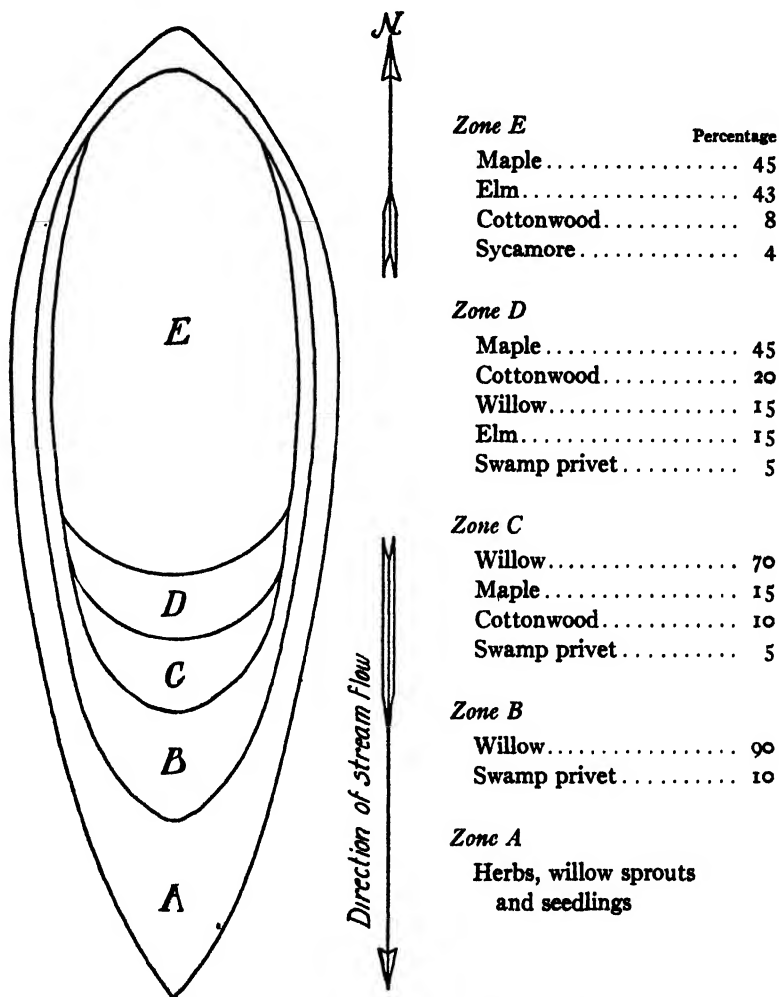 N
Zone E
Percentage
Maple.................. 45
Elm.................... 43
Cottonwood............ 8
Sycamore.............. 4
Zone D
Maple.................. 45
Cottonwood............ 20
Willow.................. 15
Elm.................... 15
Swamp privet.......... 5
Zone C
Willow.................. 70
Maple.................. 15
Cottonwood............ 10
Swamp privet.......... 5
Zone B
Willow.................. 90
Swamp privet.......... 10
Zone A
Herbs, willow sprouts
and seedlings
E
D
C
B
A
Direction of stream flow